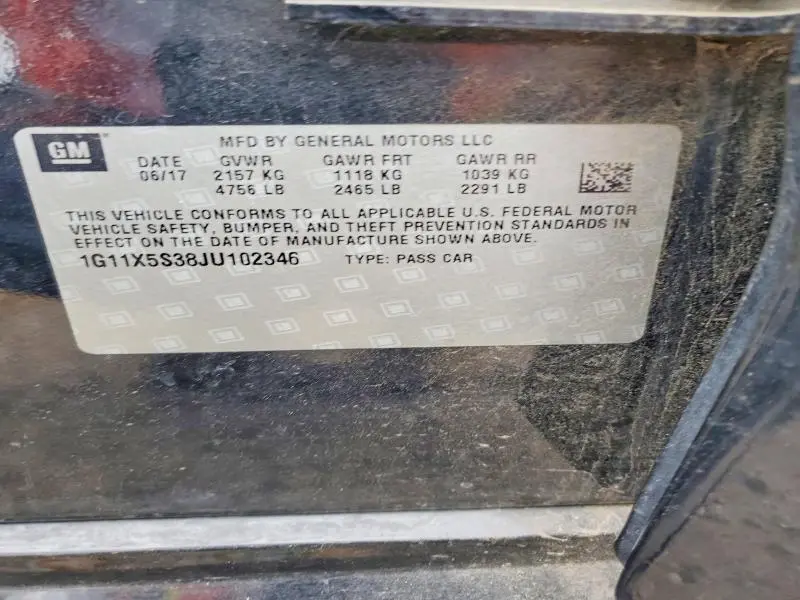 GM
MFD BY GENERAL MOTORS LLC
DATE GVWR GAWR FRT GAWR RR
06/17 2157 KG 1118 KG 1039 KG
4756 LB 2465 LB 2291 LB
THIS VEHICLE CONFORMS TO ALL APPLICABLE U.S. FEDERAL MOTOR
VEHICLE SAFETY, BUMPER, AND THEFT PREVENTION STANDARDS IN
EFFECT ON THE DATE OF MANUFACTURE SHOWN ABOVE.
1G11X5S38JU102346 TYPE: PASS CAR